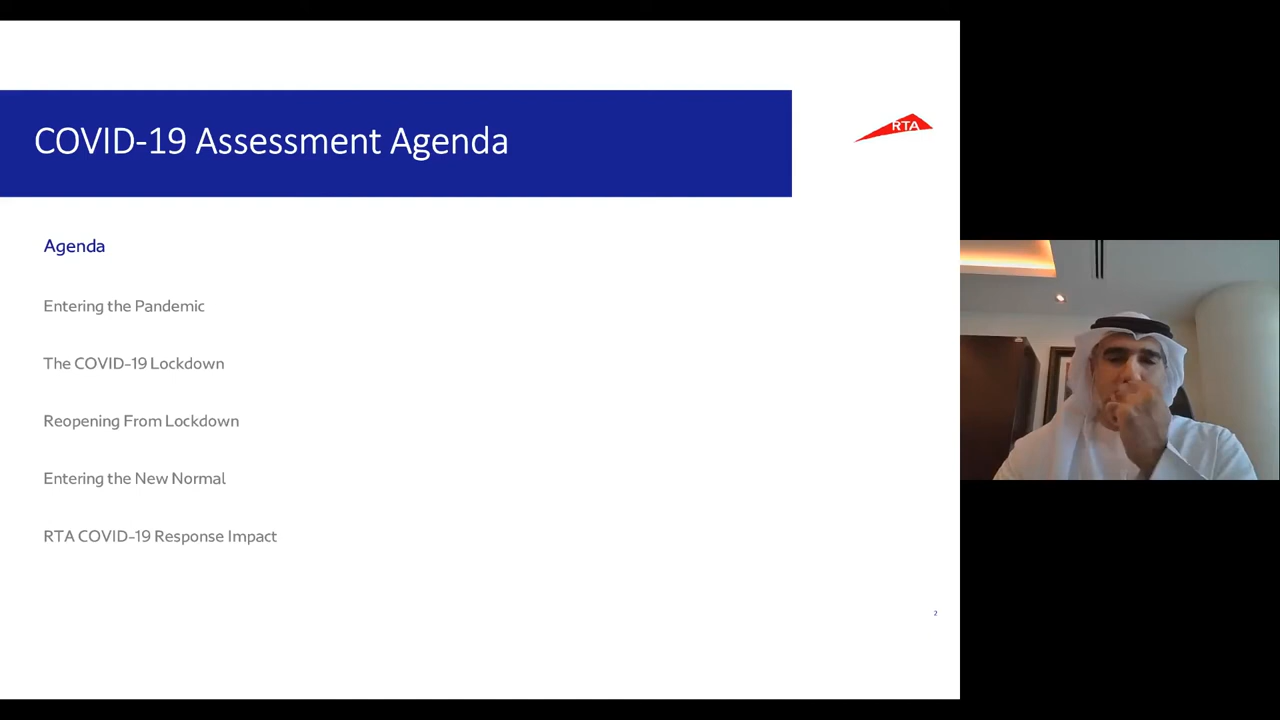 COVID-19 Assessment Agenda
RTA
Agenda
Entering the Pandemic
The COVID-19 Lockdown
Reopening From Lockdown
Entering the New Normal
RTA COVID-19 Response Impact
2